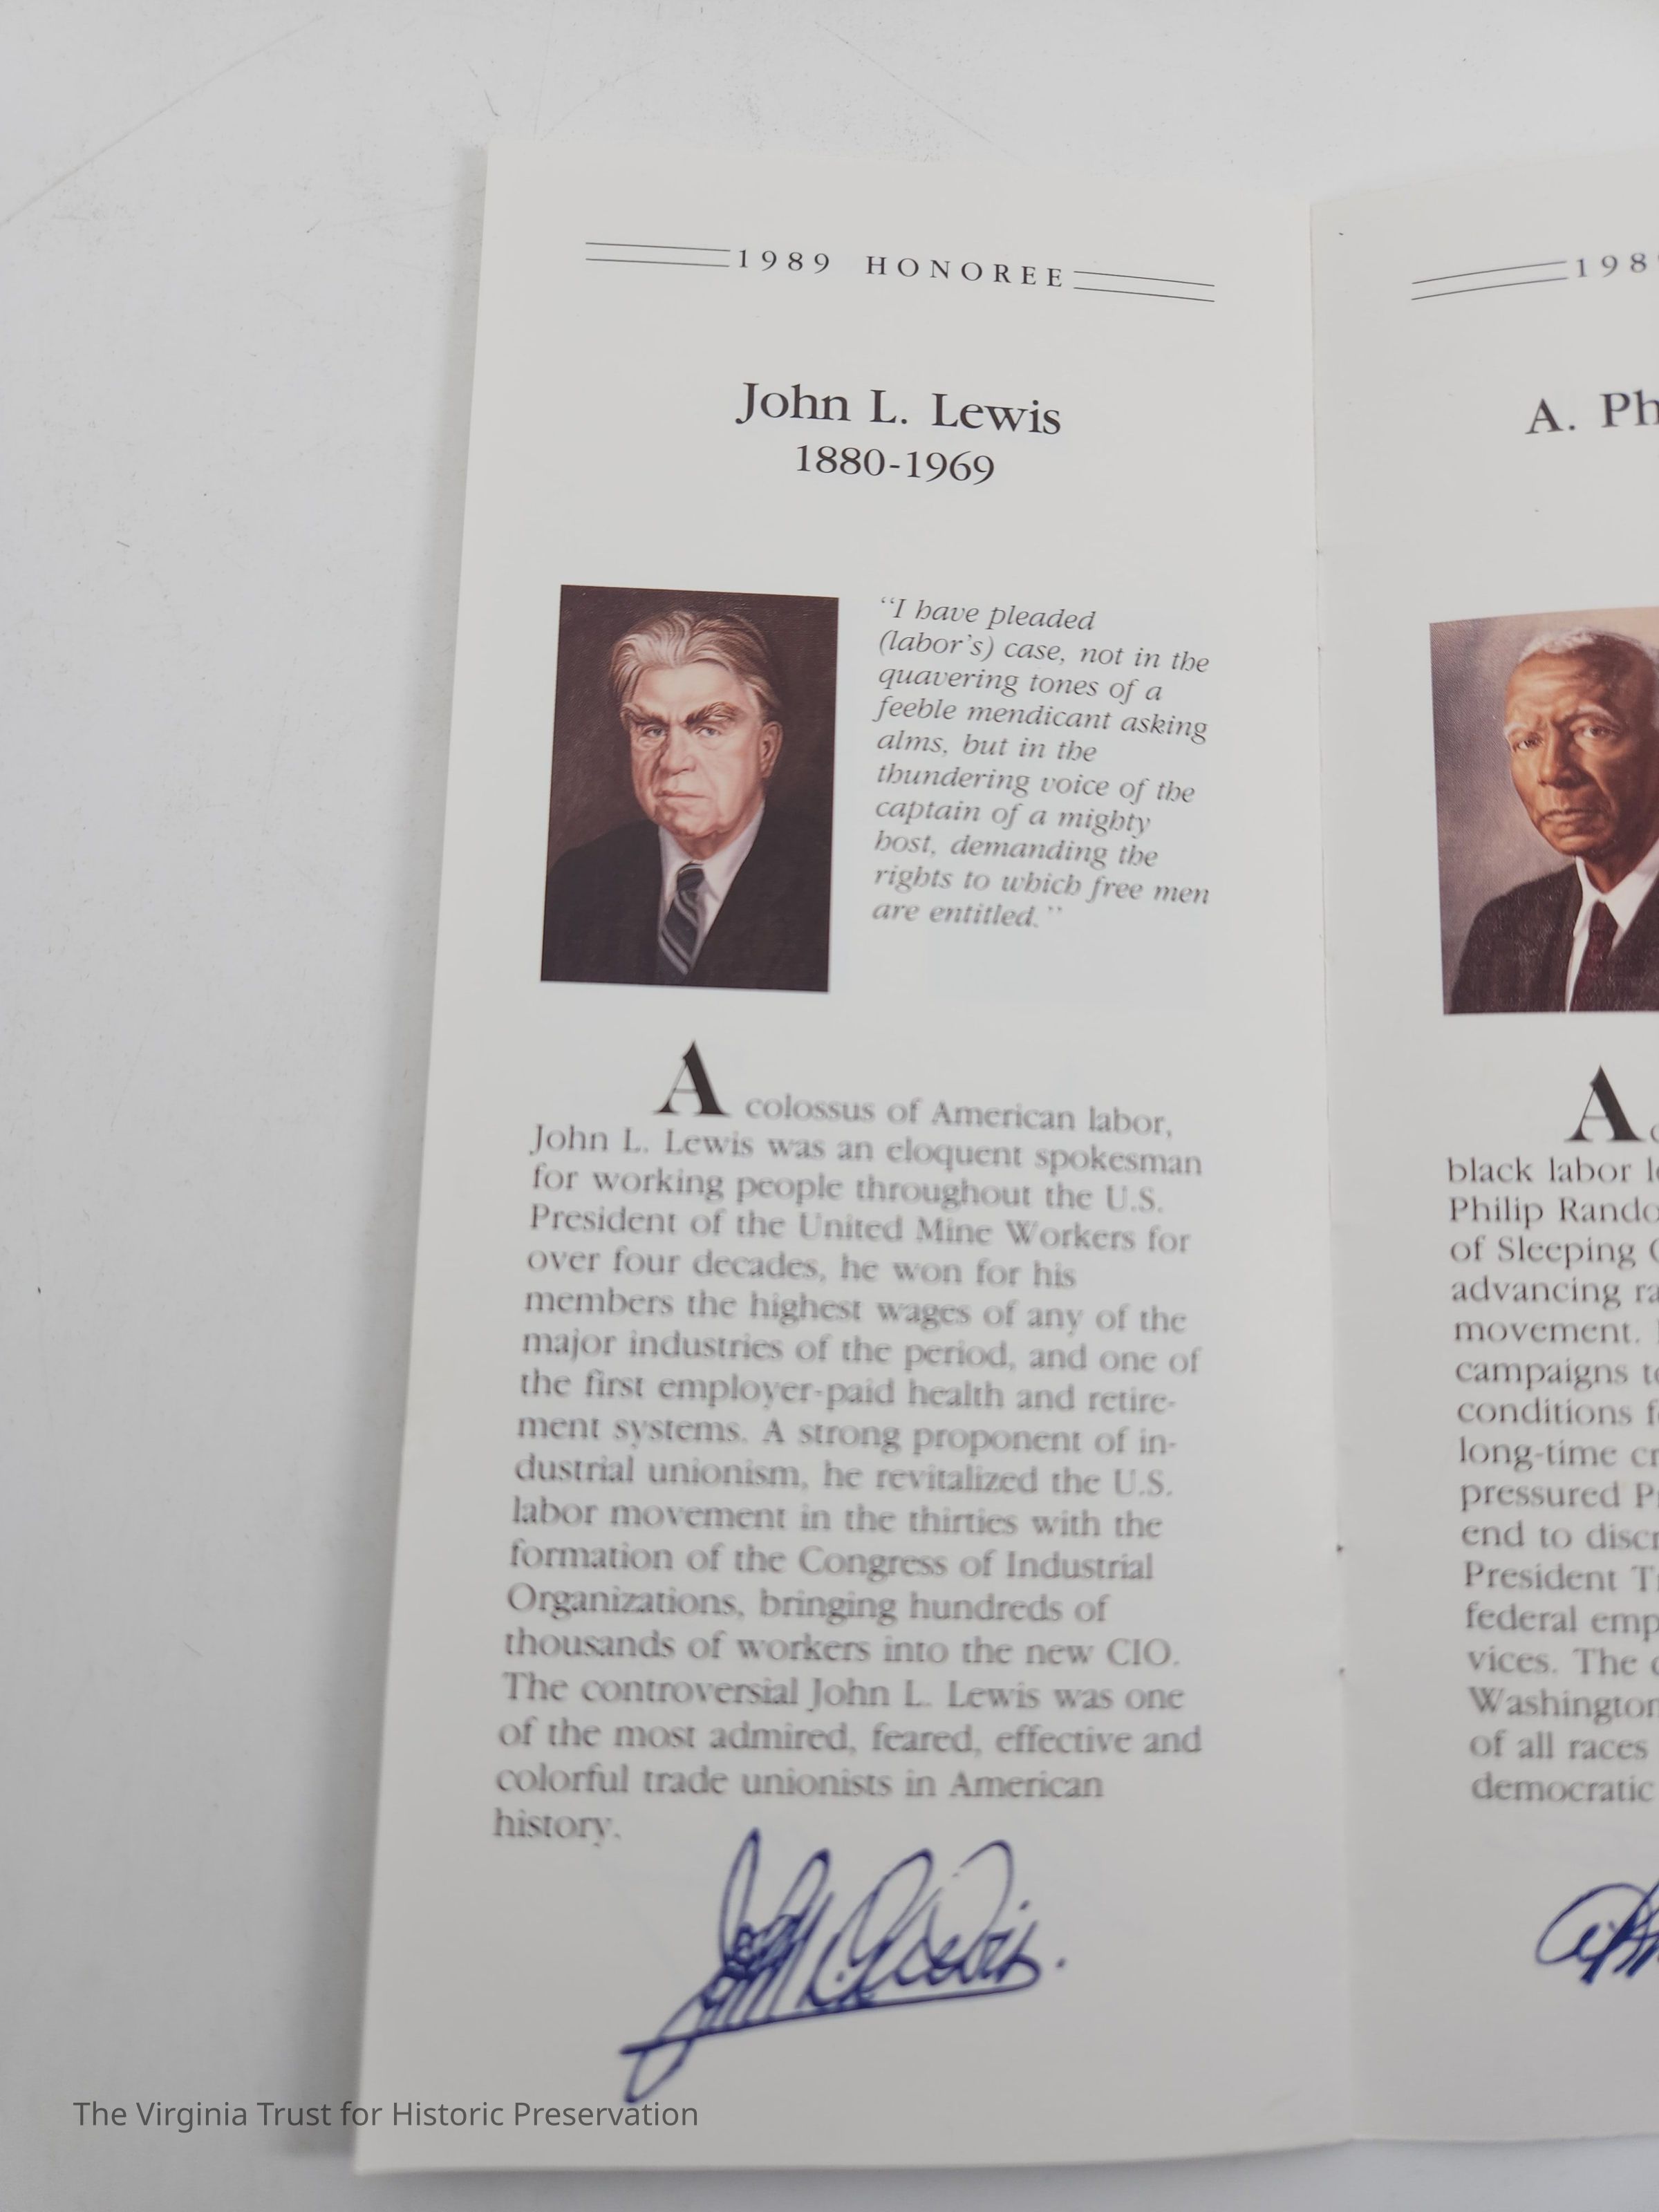 1989 HONOREE
John L. Lewis
1880-1969
“I have pleaded
(labor's) case, not in the
quavering tones of a
feeble mendicant asking
alms, but in the
thundering voice of the
captain of a mighty
host, demanding the
rights to which free men
are entitled.”
A colossus of American labor,
John L. Lewis was an eloquent spokesman
for working people throughout the U.S.
President of the United Mine Workers for
over four decades, he won for his
members the highest wages of any of the
major industries of the period, and one of
the first employer-paid health and retire-
ment systems. A strong proponent of in-
dustrial unionism, he revitalized the U.S.
labor movement in the thirties with the
formation of the Congress of Industrial
Organizations, bringing hundreds of
thousands of workers into the new CIO.
The controversial John L. Lewis was one
of the most admired, feared, effective and
colorful trade unionists in American
history.
John L. Lewis.
198
A. Ph
A
black labor
Philip Rando
of Sleeping
advancing ra
movement.
campaigns
conditions
long-time
pressured
end to disc
President
federal emp
vices. The
Washington
of all races
democratic
The Virginia Trust for Historic Preservation